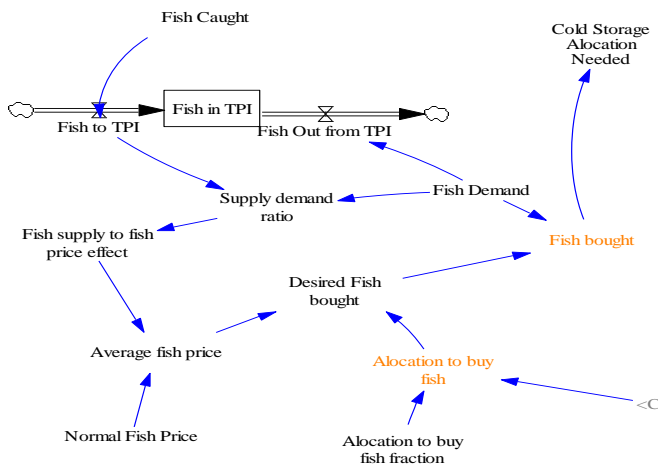 Fish Caught
Cold Storage
Alocation
Needed
Fish in TPI
Fish to TPI
Fish Out from TPI
Supply demand
ratio
Fish Demand
Fish supply to fish
price effect
Fish bought
Desired Fish
bought
Average fish price
Alocation to buy
fish
<C
Normal Fish Price
Alocation to buy
fish fraction